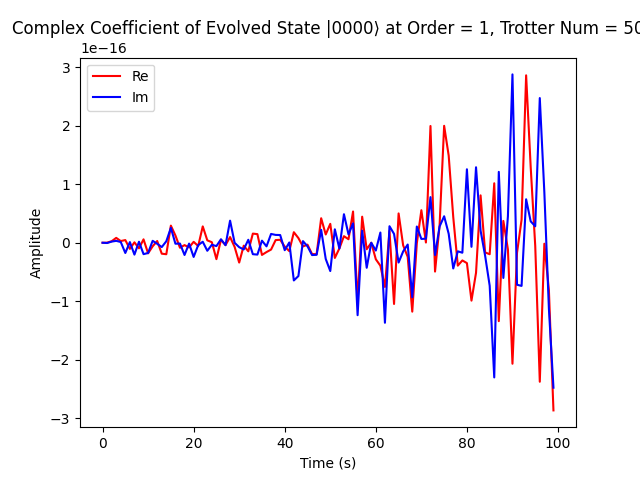 Complex Coefficient of Evolved State |0000⟩ at Order = 1, Trotter Num = 50
1e−16
3
2
1
0
−1
−2
−3
Re
Im
Amplitude
0 20 40 60 80 100
Time (s)